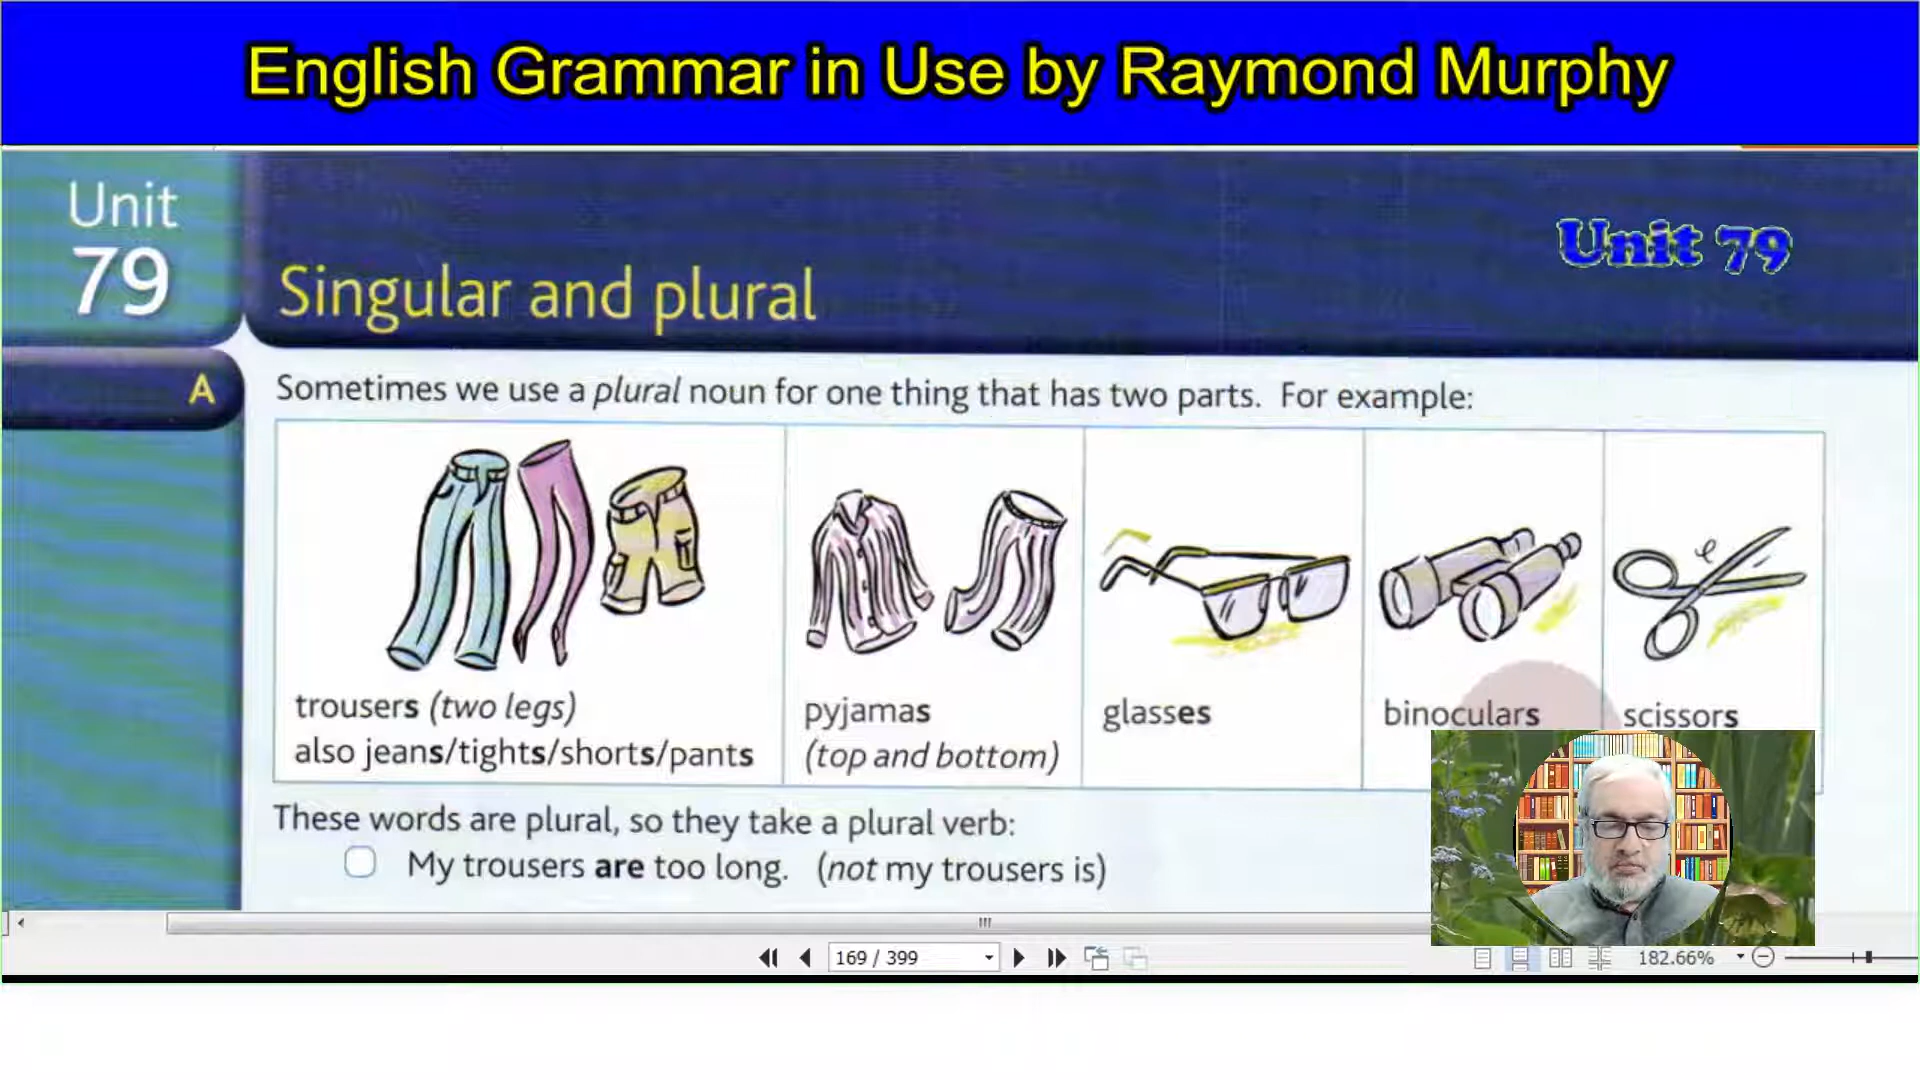 English Grammar in Use by Raymond Murphy
Unit
79
Unit 79
Singular and plural
A
Sometimes we use a plural noun for one thing that has two parts. For example:
trousers (two legs)
also jeans/tights/shorts/pants
pyjamas
(top and bottom)
glasses
binoculars
scissors
These words are plural, so they take a plural verb:
My trousers are too long. (not my trousers is)
169 / 399
182.66%